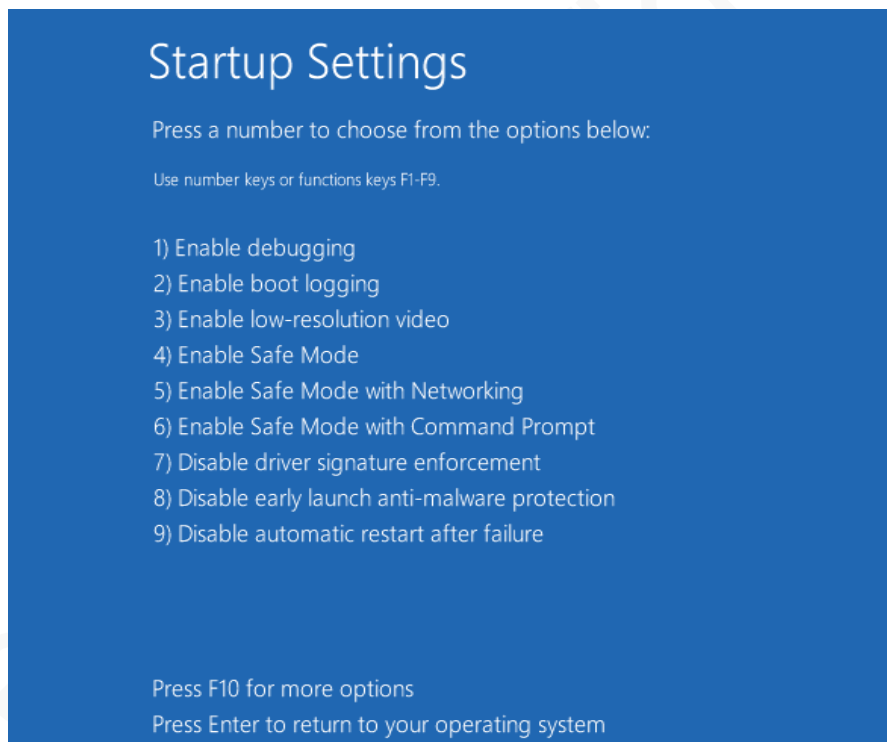 Startup Settings
Press a number to choose from the options below:
Use number keys or functions keys F1-F9.
1) Enable debugging
2) Enable boot logging
3) Enable low-resolution video
4) Enable Safe Mode
5) Enable Safe Mode with Networking
6) Enable Safe Mode with Command Prompt
7) Disable driver signature enforcement
8) Disable early launch anti-malware protection
9) Disable automatic restart after failure
Press F10 for more options
Press Enter to return to your operating system